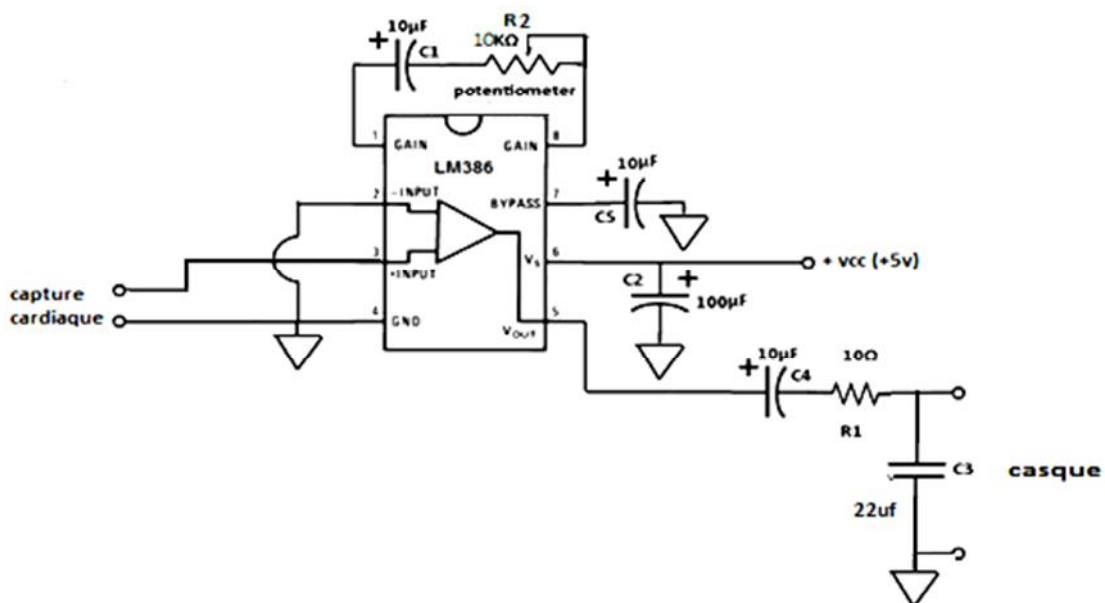 10µF
+
C1
R2
10KΩ
potentiometer
1
GAIN
GAIN
8
LM386
2
-INPUT
BYPASS
7
+
10µF
C5
3
+INPUT
Vs
6
+ vcc (+5v)
C2
+
100µF
capture
cardiaque
4
GND
VOUT
5
+
10µF
C4
10Ω
R1
C3
22uf
casque